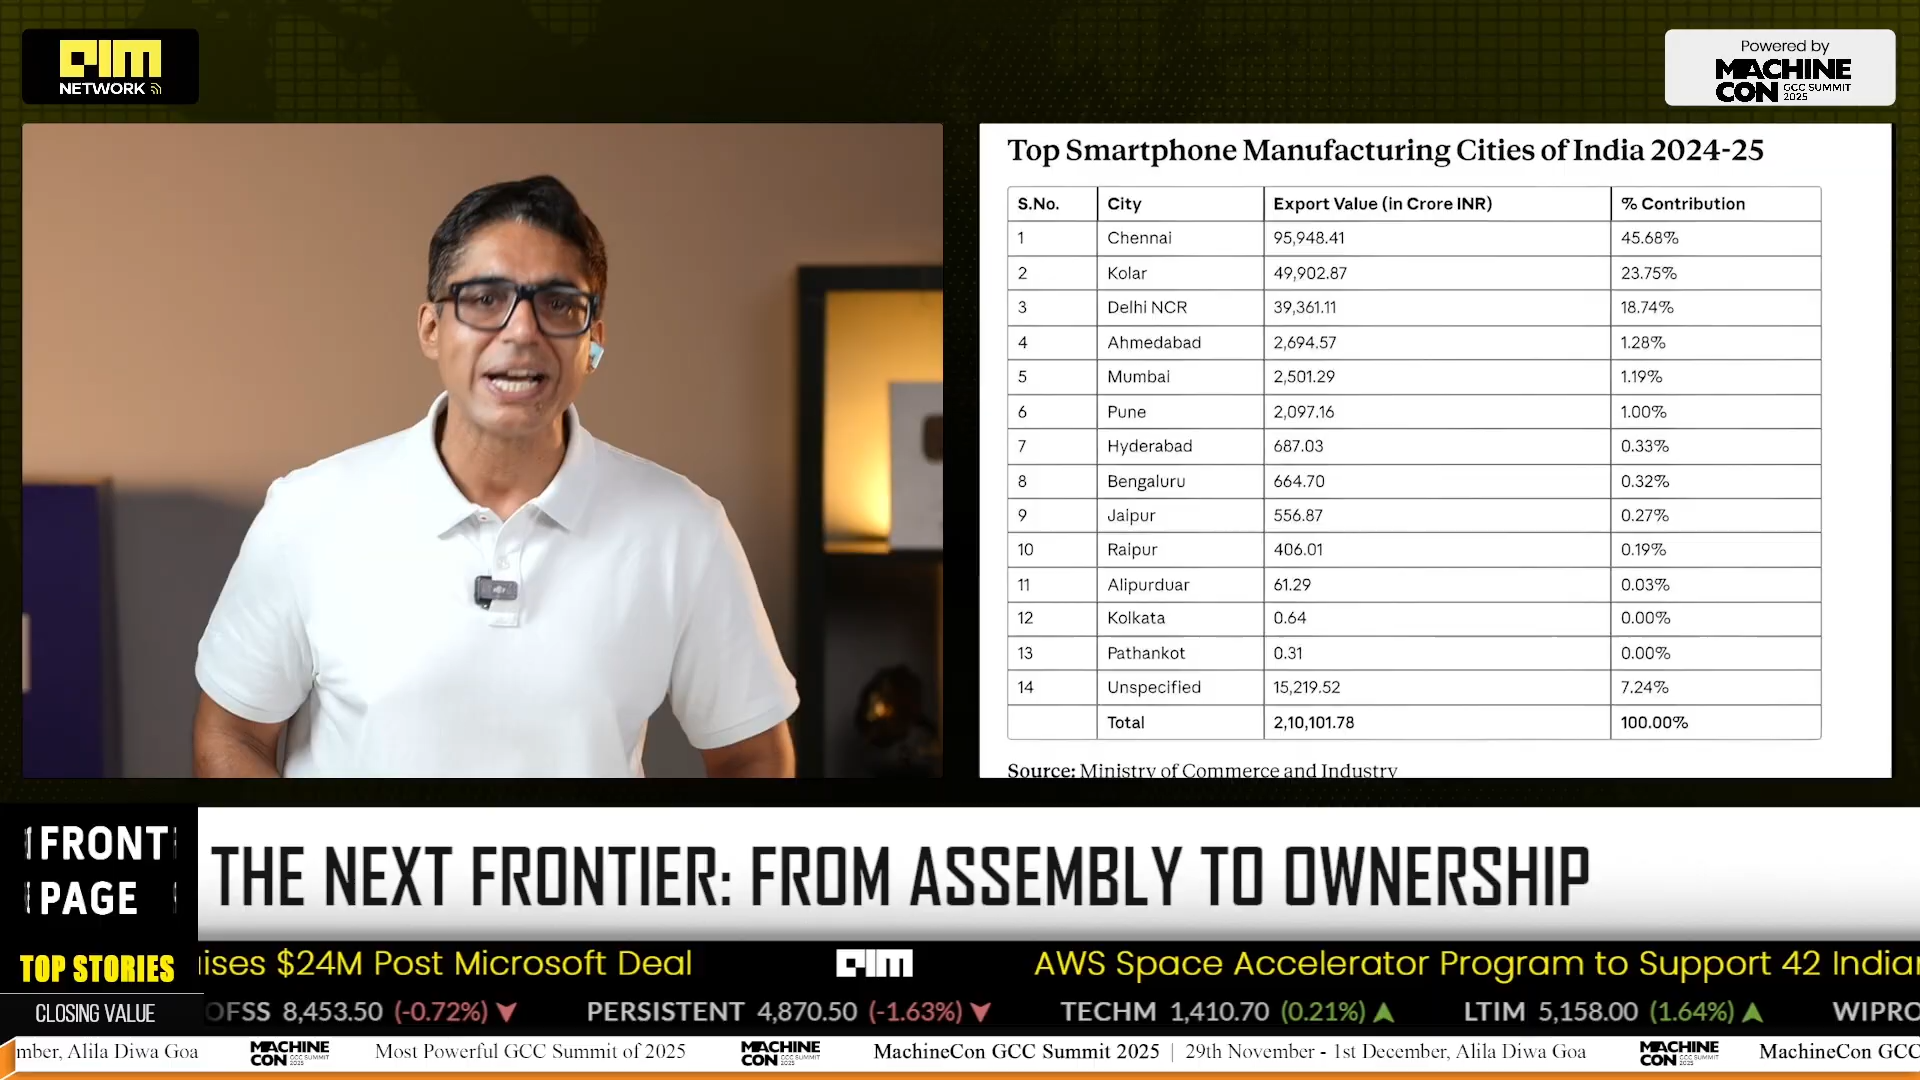 AIM
NETWORK
Powered by
MACHINE
CON GCC SUMMIT
2025
Top Smartphone Manufacturing Cities of India 2024-25
S.No. City Export Value (in Crore INR) % Contribution
1 Chennai 95,948.41 45.68%
2 Kolar 49,902.87 23.75%
3 Delhi NCR 39,361.11 18.74%
4 Ahmedabad 2,694.57 1.28%
5 Mumbai 2,501.29 1.19%
6 Pune 2,097.16 1.00%
7 Hyderabad 687.03 0.33%
8 Bengaluru 664.70 0.32%
9 Jaipur 556.87 0.27%
10 Raipur 406.01 0.19%
11 Alipurduar 61.29 0.03%
12 Kolkata 0.64 0.00%
13 Pathankot 0.31 0.00%
14 Unspecified 15,219.52 7.24%
Total 2,10,101.78 100.00%
Source: Ministry of Commerce and Industry
FRONT
PAGE
THE NEXT FRONTIER: FROM ASSEMBLY TO OWNERSHIP
TOP STORIES
ises $24M Post Microsoft Deal AIM AWS Space Accelerator Program to Support 42 Indian
CLOSING VALUE
OFSS 8,453.50 (-0.72%) PERSISTENT 4,870.50 (-1.63%) TECHM 1,410.70 (0.21%) LTIM 5,158.00 (1.64%) WIPRO
mber, Alila Diwa Goa MACHINE CON GCC SUMMIT 2025 Most Powerful GCC Summit of 2025 MACHINE CON GCC SUMMIT 2025 MachineCon GCC Summit 2025 | 29th November - 1st December, Alila Diwa Goa MACHINE CON GCC SUMMIT 2025 MachineCon GCC